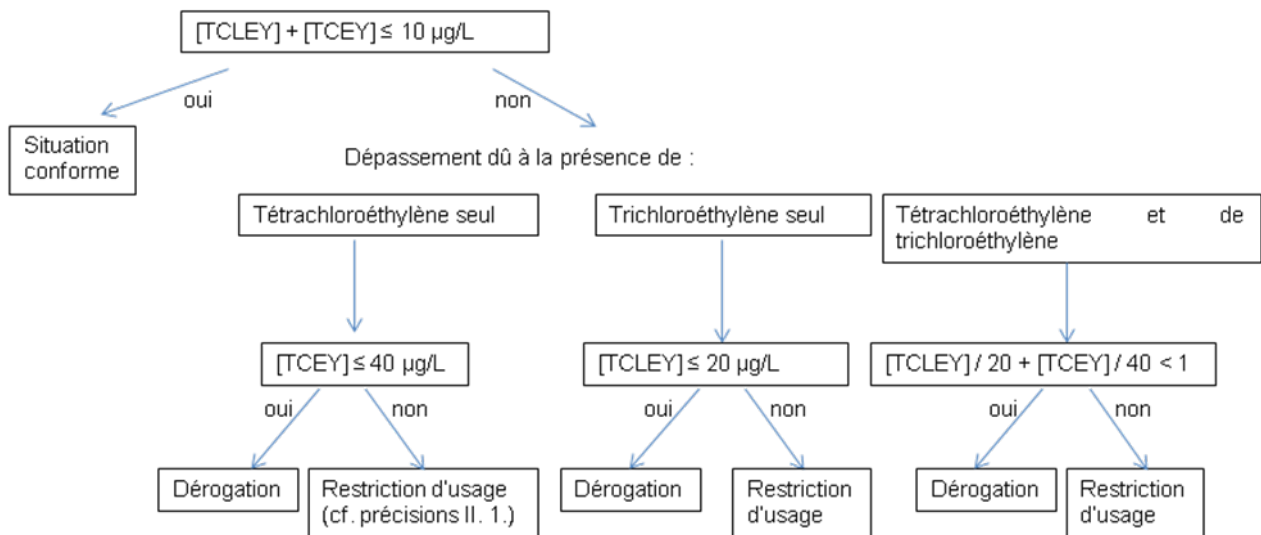 [TCLEY] + [TCEY] ≤ 10 µg/L
oui
non
Situation
conforme
Dépassement dû à la présence de :
Tétrachloroéthylène seul
Trichloroéthylène seul
Tétrachloroéthylène et de
trichloroéthylène
[TCEY] ≤ 40 µg/L
[TCLEY] ≤ 20 µg/L
[TCLEY] / 20 + [TCEY] / 40 < 1
oui
non
oui
non
oui
non
Dérogation
Restriction d'usage
(cf. précisions II. 1.)
Dérogation
Restriction
d'usage
Dérogation
Restriction
d'usage